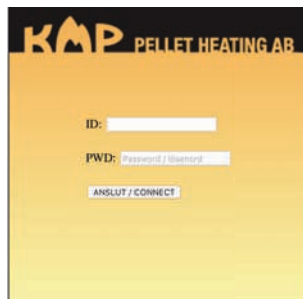 KMP PELLET HEATING AB
ID:
PWD: Password / lösenord
ANSLUT / CONNECT